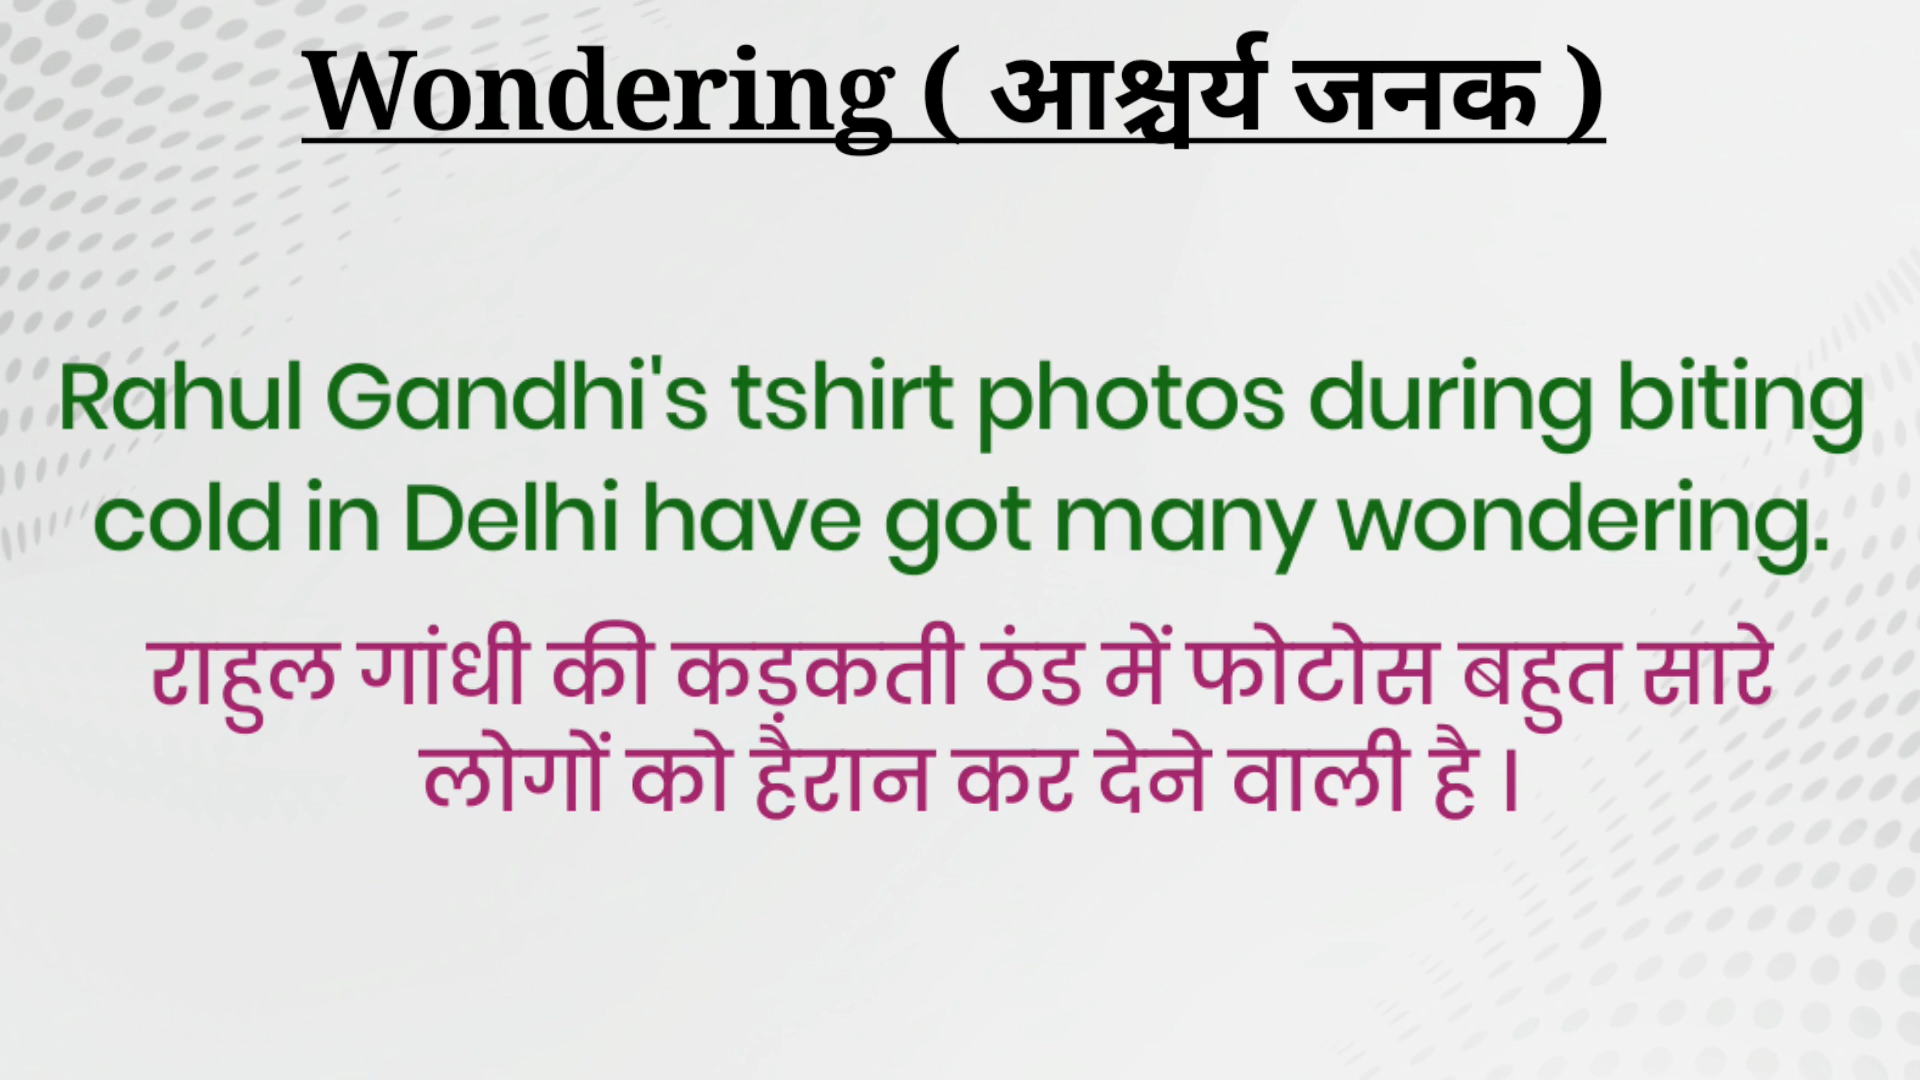 Wondering ( आश्चर्य जनक )
Rahul Gandhi's tshirt photos during biting
cold in Delhi have got many wondering.
राहुल गांधी की कड़कती ठंड में फोटोस बहुत सारे
लोगों को हैरान कर देने वाली है ।